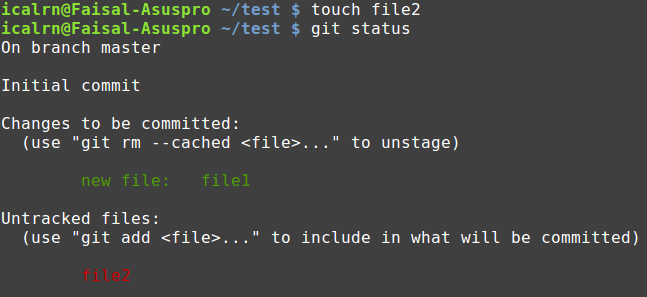 icalrn@Faisal-Asuspro ~/test $ touch file2
icalrn@Faisal-Asuspro ~/test $ git status
On branch master
Initial commit
Changes to be committed:
  (use "git rm --cached <file>..." to unstage)
        new file:   file1
Untracked files:
  (use "git add <file>..." to include in what will be committed)
        file2